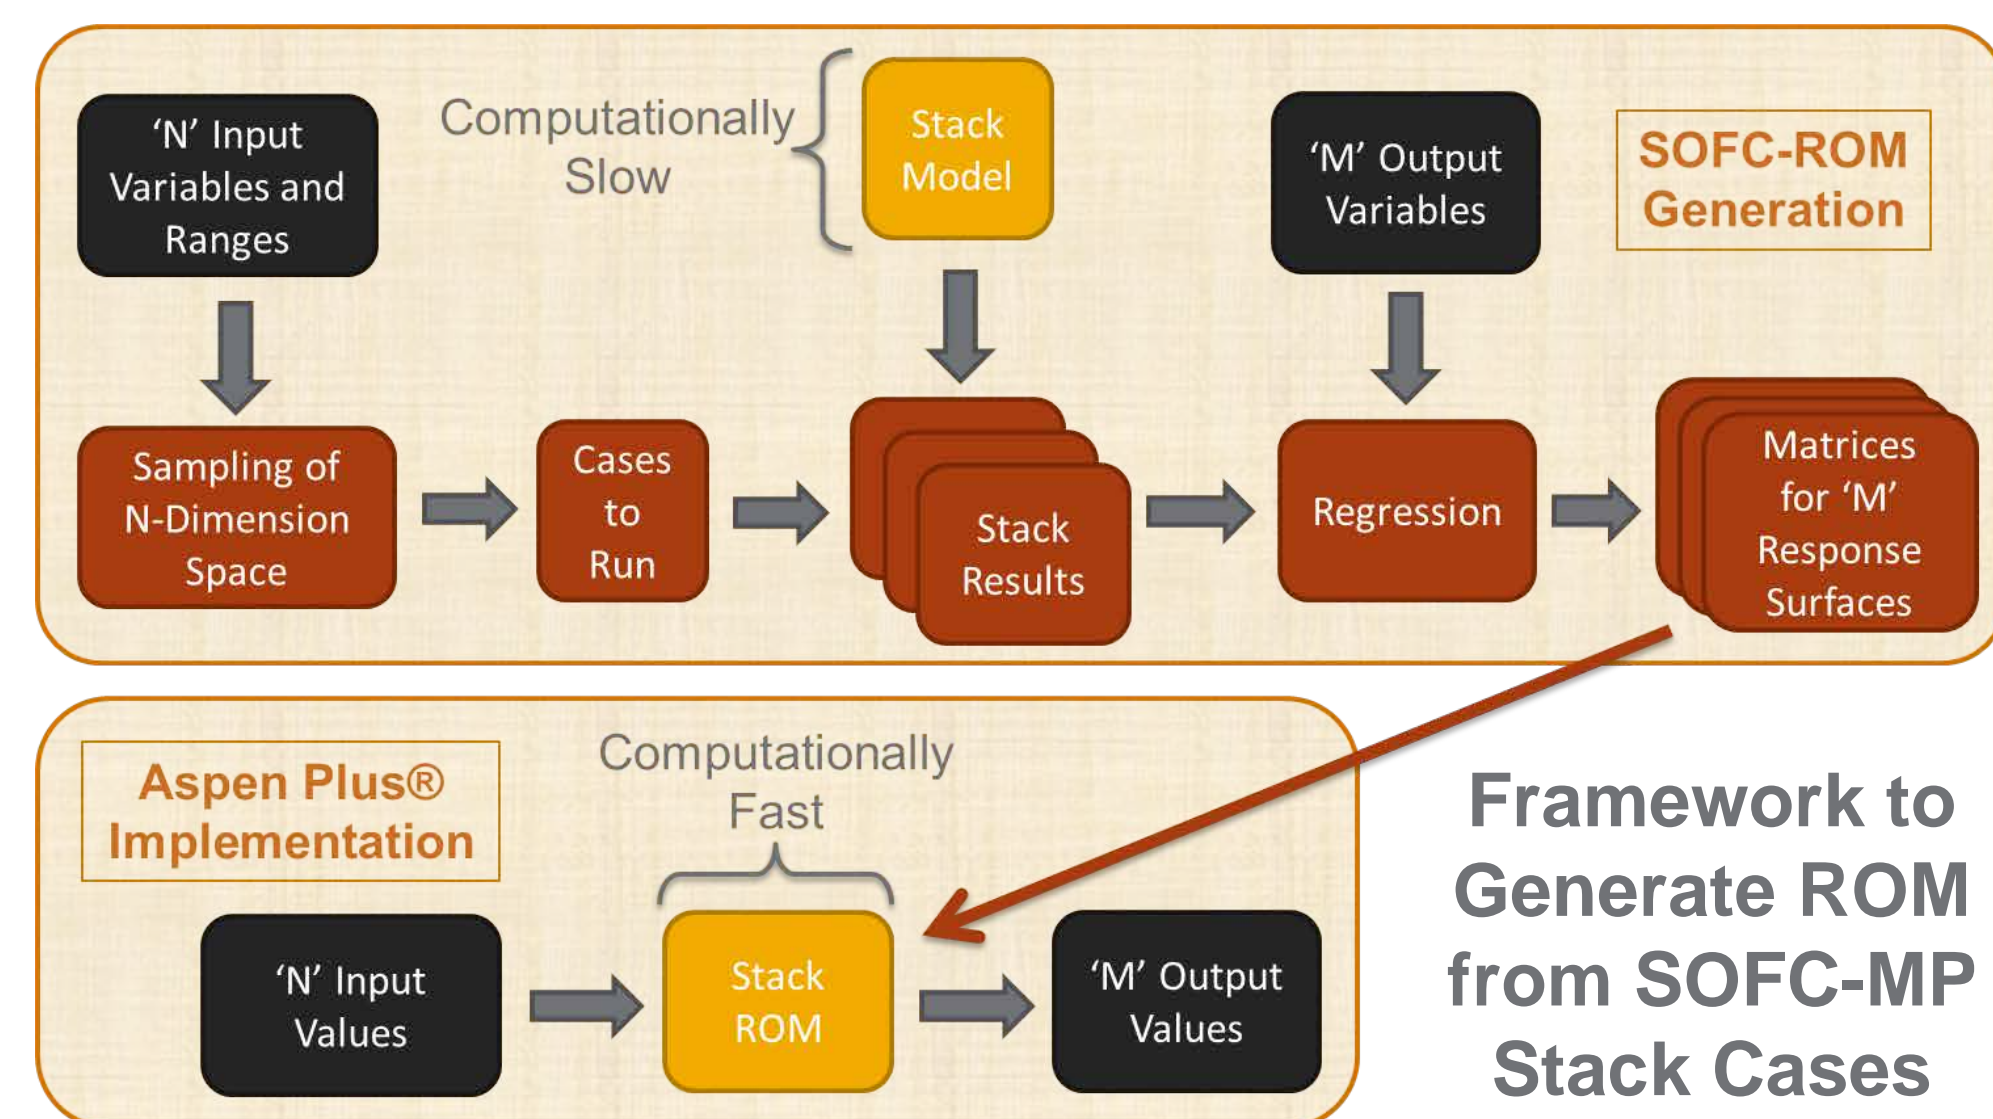 ‘N’ Input
Variables and
Ranges
Computationally
Slow
Stack
Model
‘M’ Output
Variables
SOFC-ROM
Generation
Sampling of
N-Dimension
Space
Cases
to
Run
Stack
Results
Regression
Matrices
for ‘M’
Response
Surfaces
Aspen Plus®
Implementation
Computationally
Fast
‘N’ Input
Values
Stack
ROM
‘M’ Output
Values
Framework to
Generate ROM
from SOFC-MP
Stack Cases